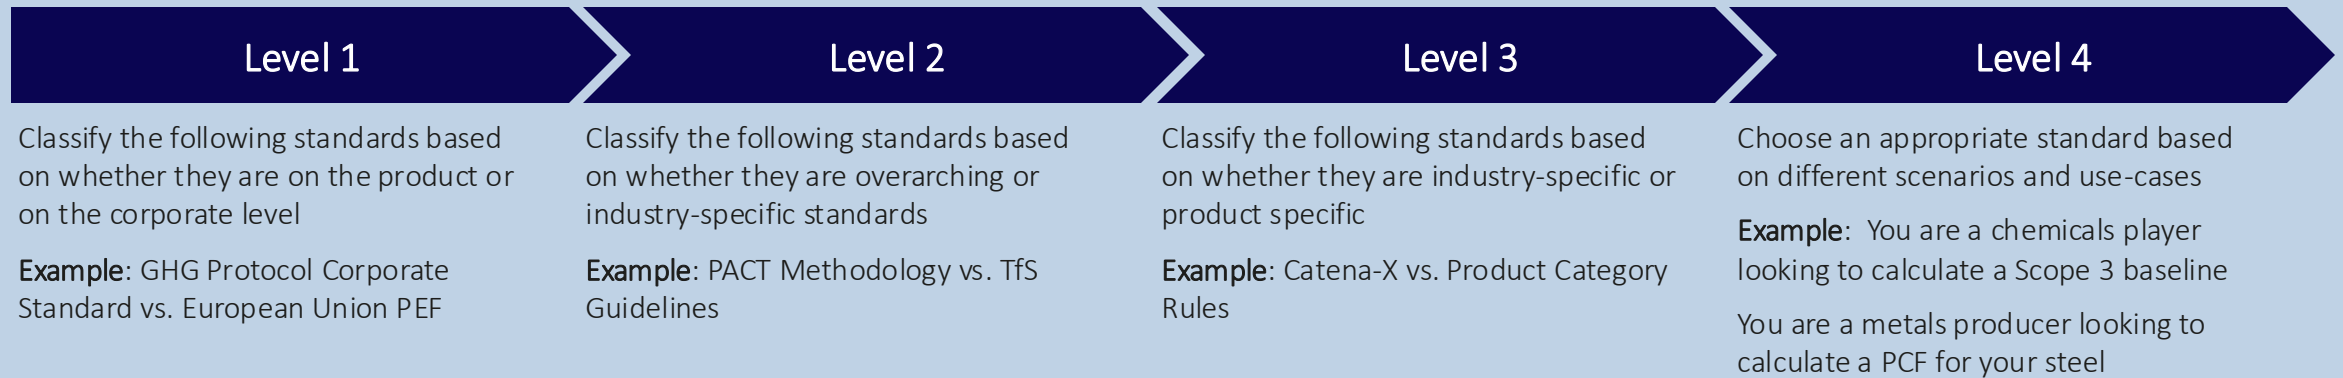 Level 1
Classify the following standards based
on whether they are on the product or
on the corporate level
Example: GHG Protocol Corporate
Standard vs. European Union PEF
Level 2
Classify the following standards based
on whether they are overarching or
industry-specific standards
Example: PACT Methodology vs. TfS
Guidelines
Level 3
Classify the following standards based
on whether they are industry-specific or
product specific
Example: Catena-X vs. Product Category
Rules
Level 4
Choose an appropriate standard based
on different scenarios and use-cases
Example:  You are a chemicals player
looking to calculate a Scope 3 baseline
You are a metals producer looking to
calculate a PCF for your steel